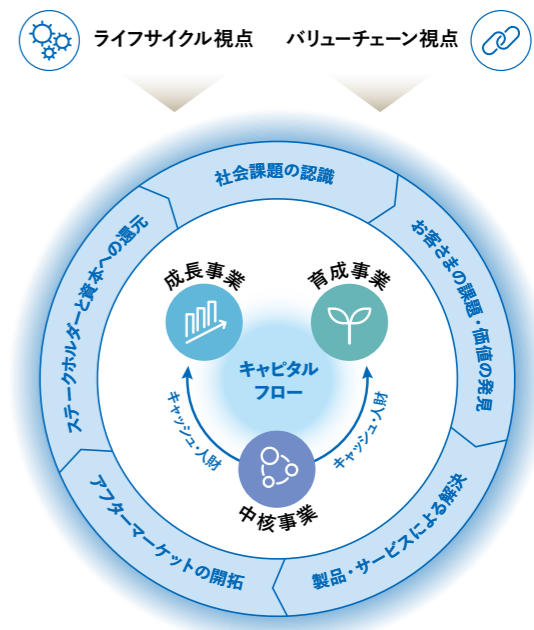 ライフサイクル視点
バリューチェーン視点
社会課題の認識
お客さまの課題・価値の発見
製品・サービスによる解決
アフターマーケットの開拓
ステークホルダーと資本への還元
成長事業
育成事業
キャピタル
フロー
キャッシュ・人財
キャッシュ・人財
中核事業